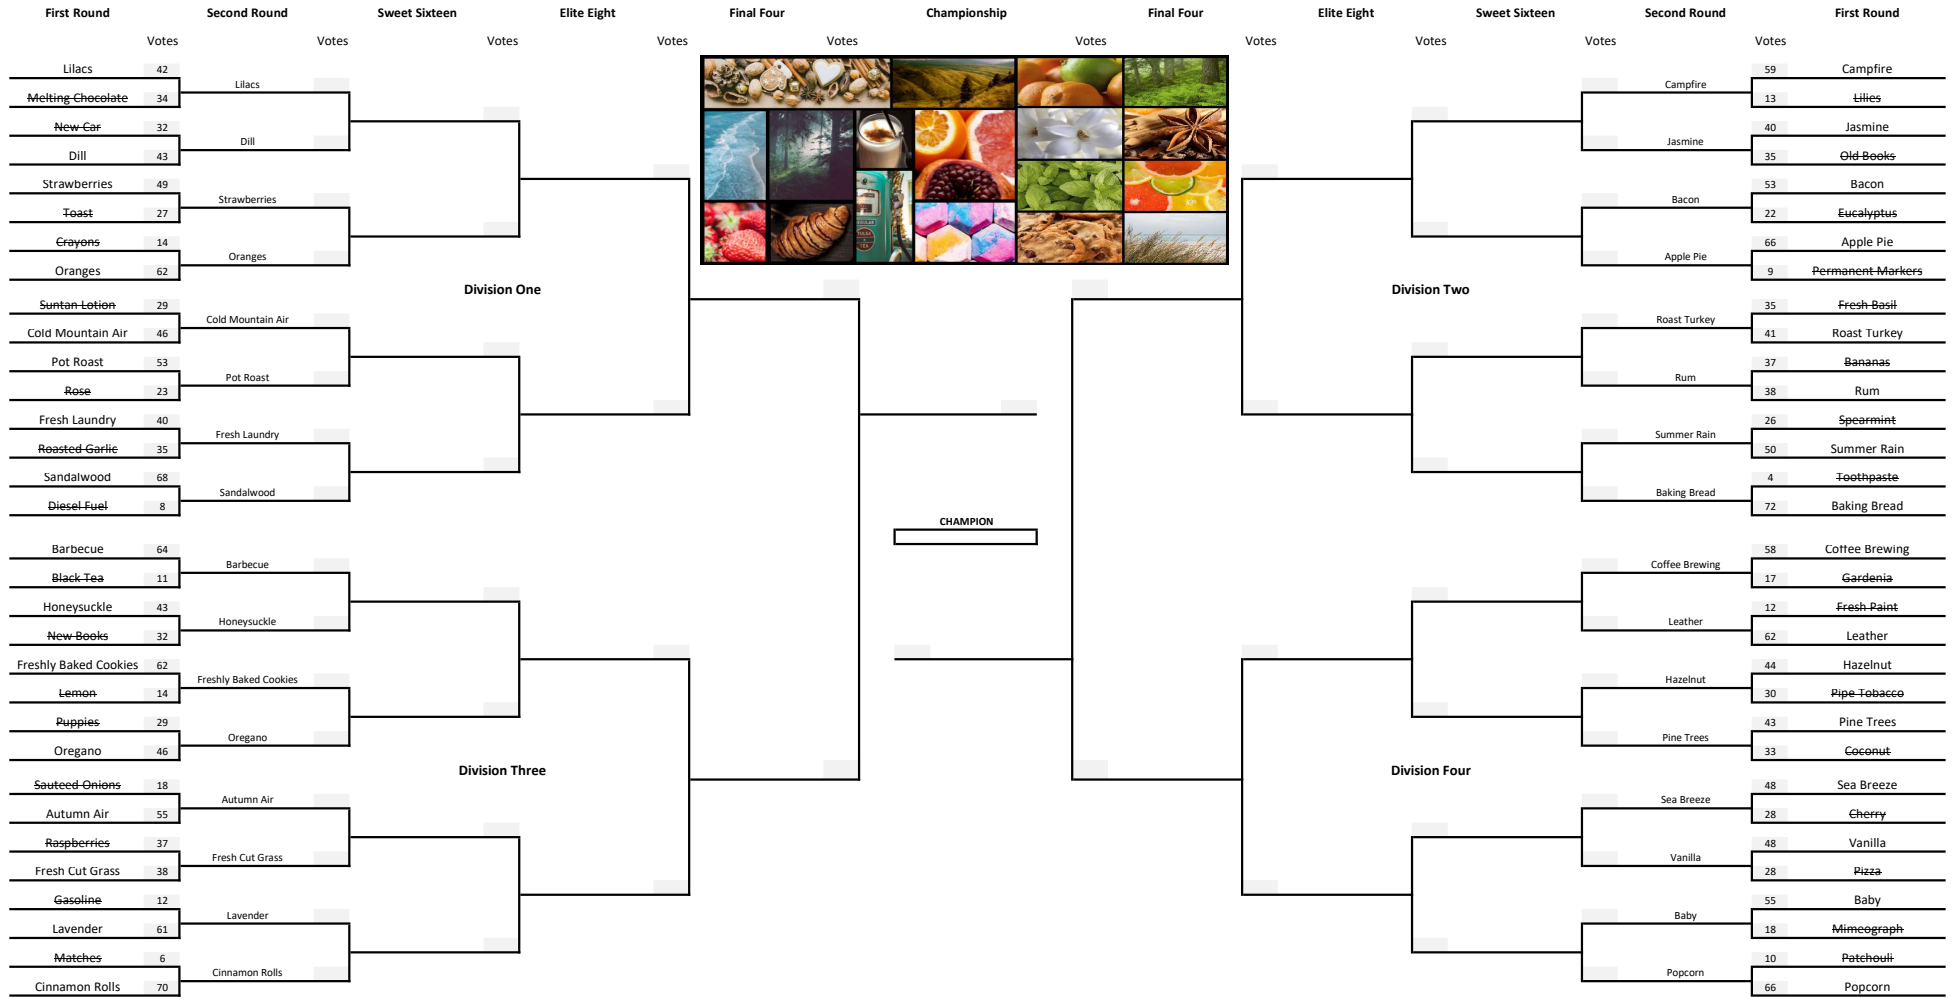 First Round Second Round Sweet Sixteen Elite Eight Final Four Championship Final Four Elite Eight Sweet Sixteen Second Round First Round
Votes Votes Votes Votes Votes Votes Votes Votes Votes Votes
Lilacs 42
Lilacs
Melting Chocolate 34
New Car 32
Dill
Dill 43
Strawberries 49
Strawberries
Toast 27
Crayons 14
Oranges
Oranges 62
Division One
Suntan Lotion 29
Cold Mountain Air
Cold Mountain Air 46
Pot Roast 53
Pot Roast
Rose 23
Fresh Laundry 40
Fresh Laundry
Roasted Garlic 35
Sandalwood 68
Sandalwood
Diesel Fuel 8
Barbecue 64
Barbecue
Black Tea 11
Honeysuckle 43
Honeysuckle
New Books 32
Freshly Baked Cookies 62
Freshly Baked Cookies
Lemon 14
Puppies 29
Oregano
Oregano 46
Division Three
Sauteed Onions 18
Autumn Air
Autumn Air 55
Raspberries 37
Fresh Cut Grass
Fresh Cut Grass 38
Gasoline 12
Lavender
Lavender 61
Matches 6
Cinnamon Rolls
Cinnamon Rolls 70
CHAMPION
59 Campfire
Campfire
13 Lilies
40 Jasmine
Jasmine
35 Old Books
53 Bacon
Bacon
22 Eucalyptus
66 Apple Pie
Apple Pie
9 Permanent Markers
Division Two
35 Fresh Basil
Roast Turkey
41 Roast Turkey
37 Bananas
Rum
38 Rum
26 Spearmint
Summer Rain
50 Summer Rain
4 Toothpaste
Baking Bread
72 Baking Bread
58 Coffee Brewing
Coffee Brewing
17 Gardenia
12 Fresh Paint
Leather
62 Leather
44 Hazelnut
Hazelnut
30 Pipe Tobacco
43 Pine Trees
Pine Trees
33 Coconut
Division Four
48 Sea Breeze
Sea Breeze
28 Cherry
48 Vanilla
Vanilla
28 Pizza
55 Baby
Baby
18 Mimeograph
10 Patchouli
Popcorn
66 Popcorn